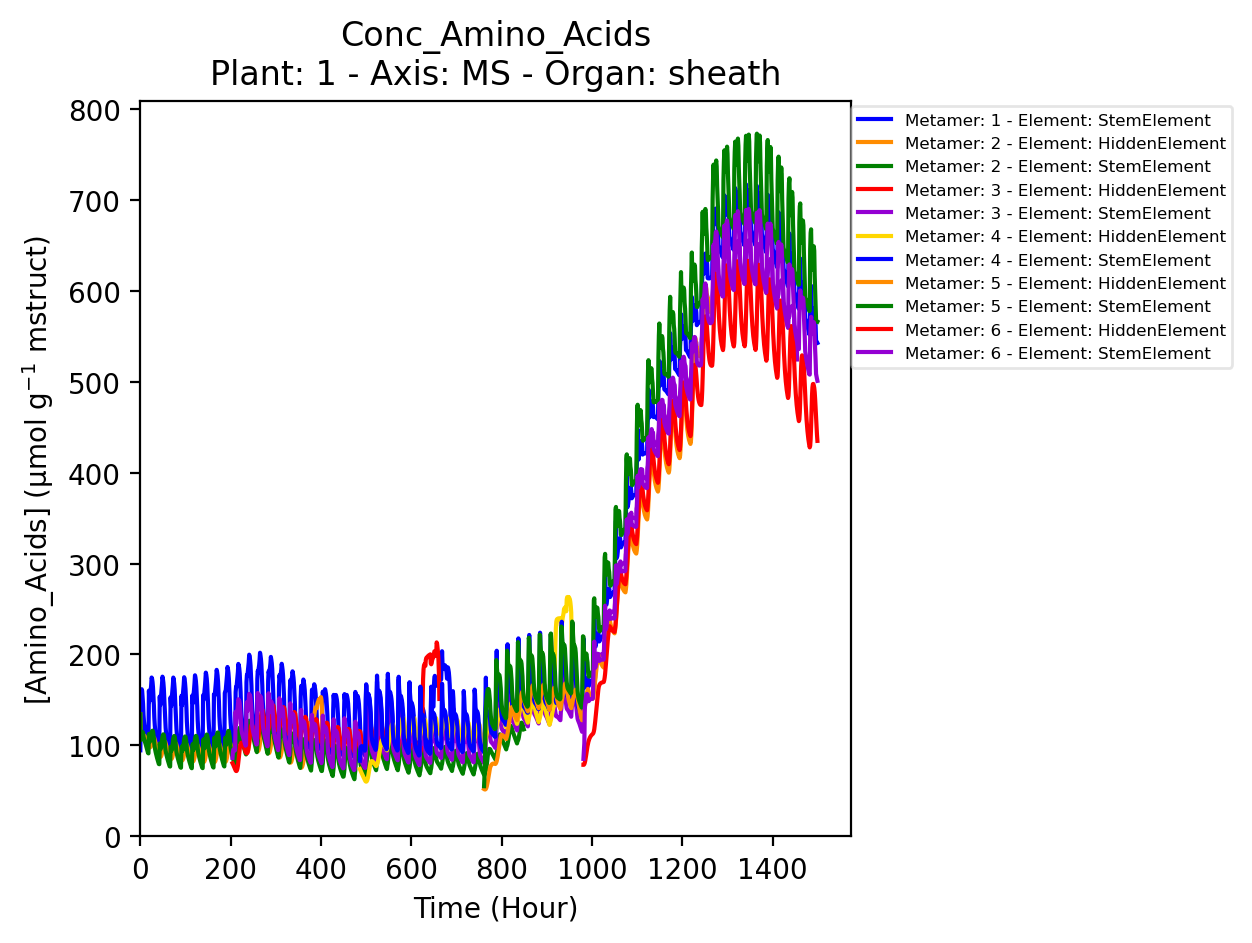 Conc_Amino_Acids
Plant: 1 - Axis: MS - Organ: sheath
[Amino_Acids] (µmol g⁻¹ mstruct)
800
700
600
500
400
300
200
100
0
0 200 400 600 800 1000 1200 1400
Time (Hour)
Metamer: 1 - Element: StemElement
Metamer: 2 - Element: HiddenElement
Metamer: 2 - Element: StemElement
Metamer: 3 - Element: HiddenElement
Metamer: 3 - Element: StemElement
Metamer: 4 - Element: HiddenElement
Metamer: 4 - Element: StemElement
Metamer: 5 - Element: HiddenElement
Metamer: 5 - Element: StemElement
Metamer: 6 - Element: HiddenElement
Metamer: 6 - Element: StemElement